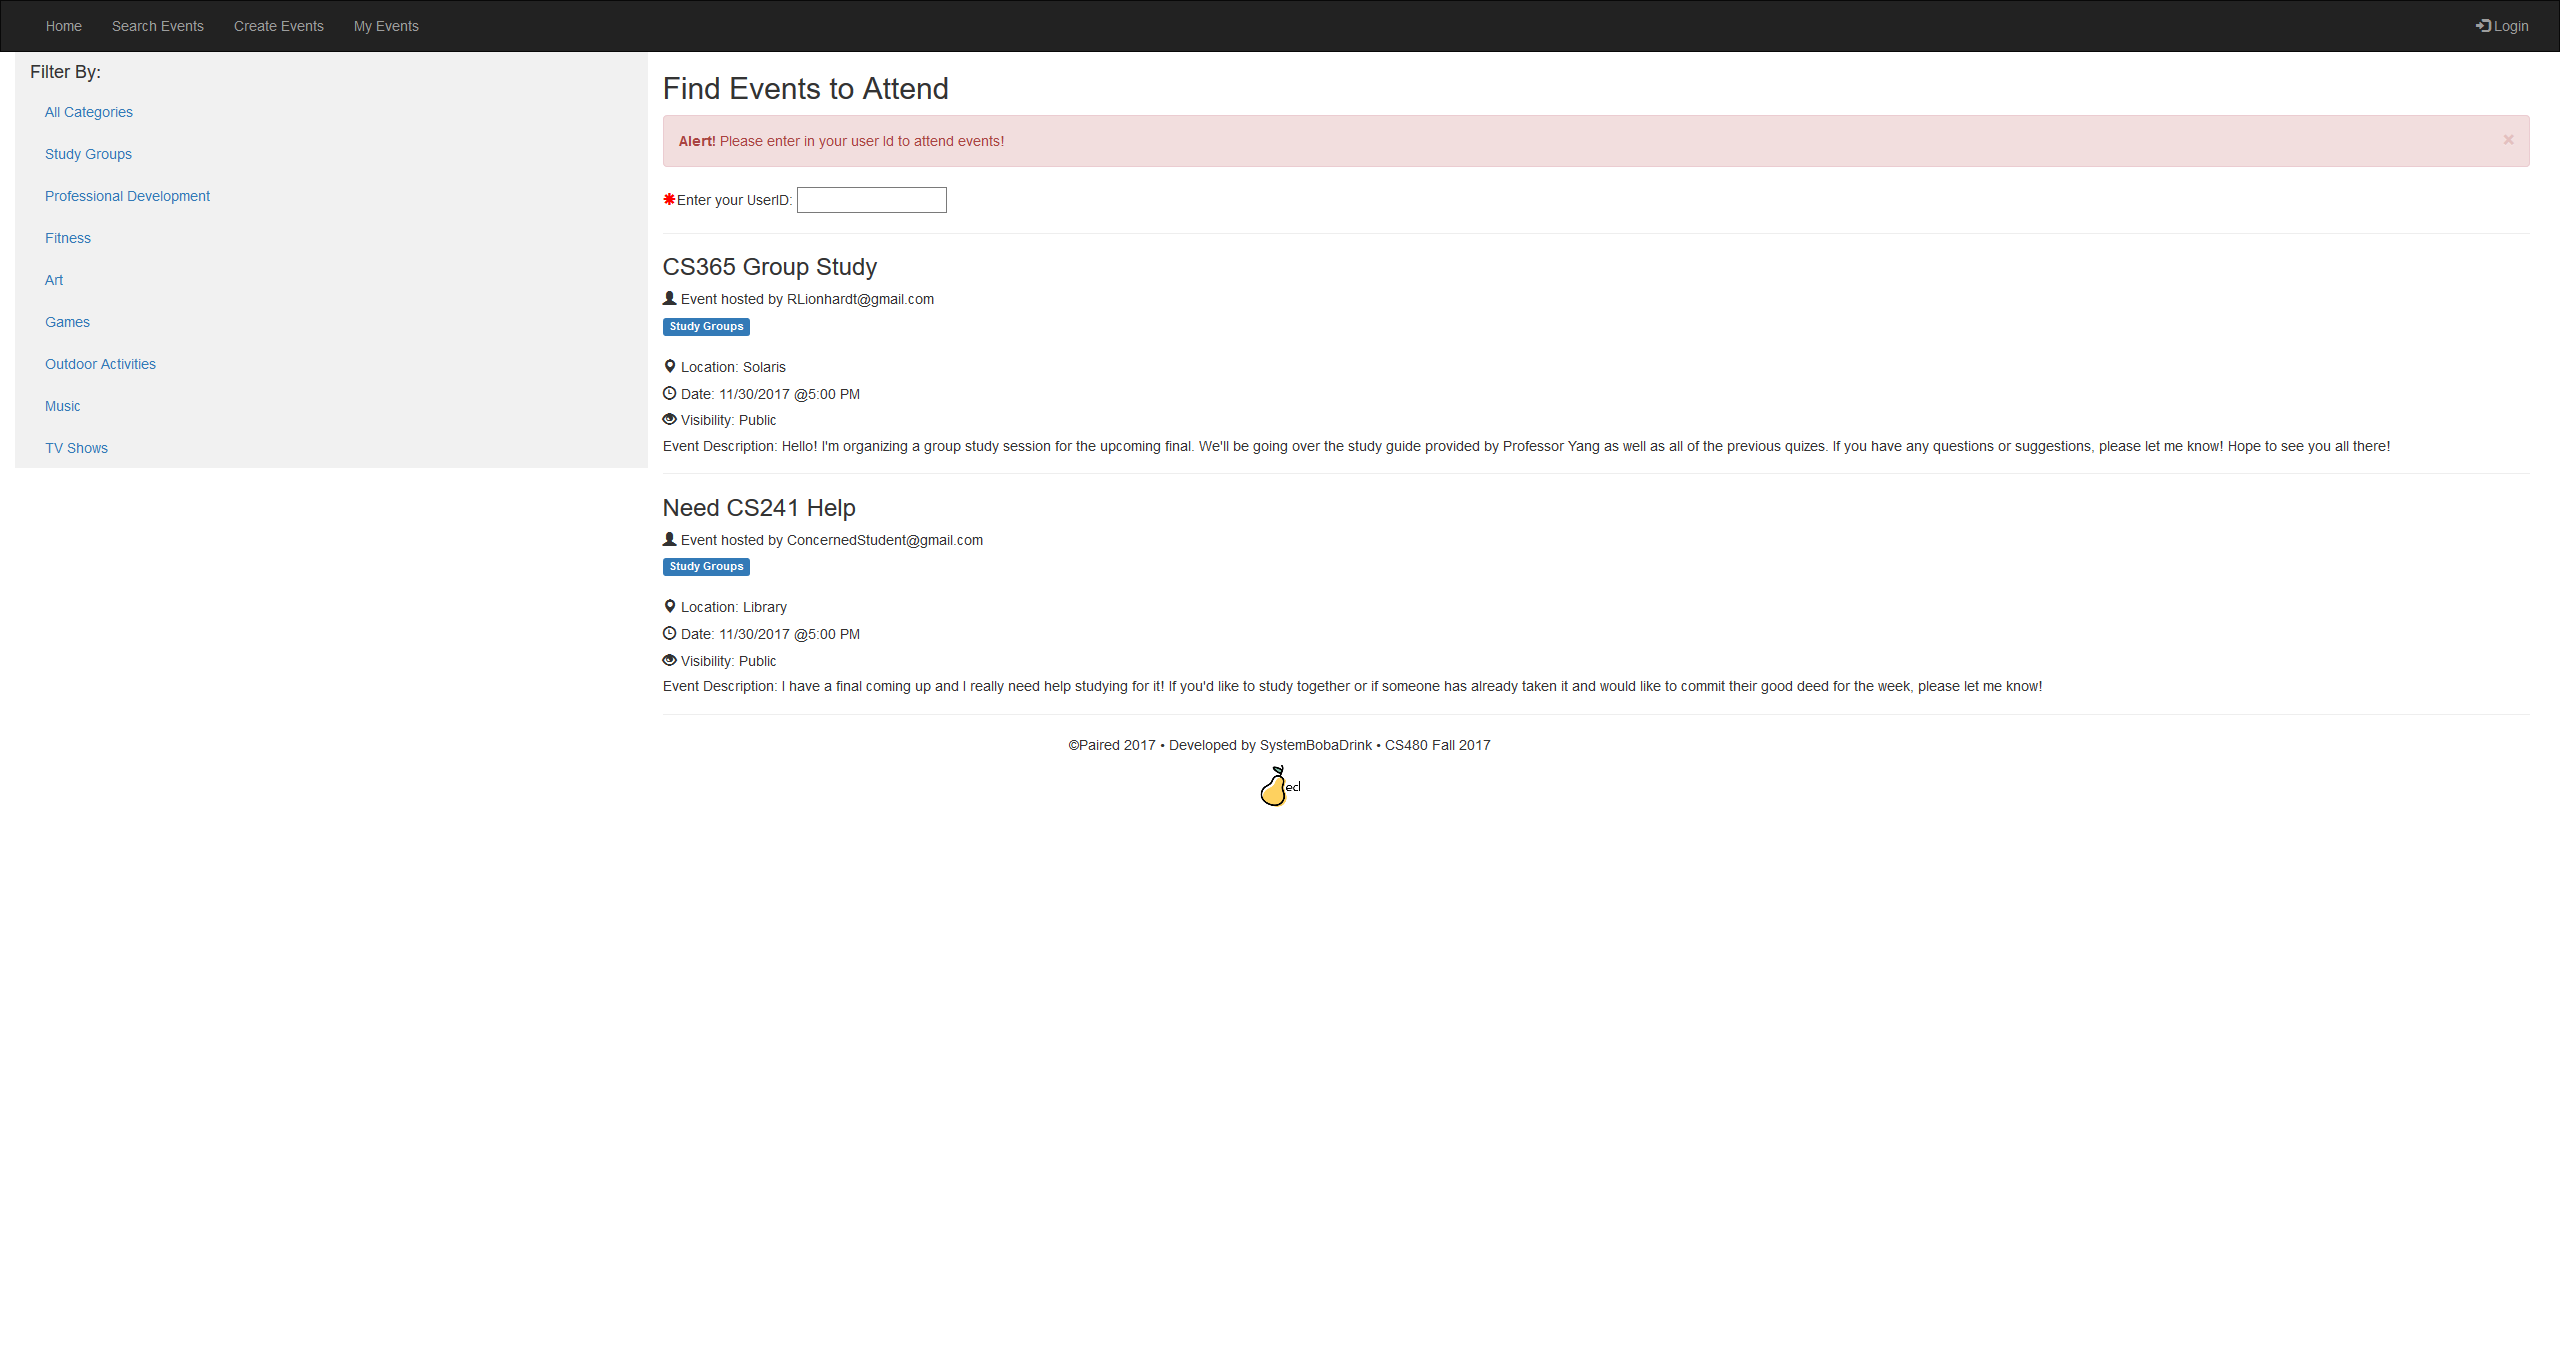 Home Search Events Create Events My Events Login
Filter By:
All Categories
Study Groups
Professional Development
Fitness
Art
Games
Outdoor Activities
Music
TV Shows
Find Events to Attend
Alert! Please enter in your user Id to attend events! ×
✱Enter your UserID:
CS365 Group Study
Event hosted by RLionhardt@gmail.com
Study Groups
Location: Solaris
Date: 11/30/2017 @5:00 PM
Visibility: Public
Event Description: Hello! I'm organizing a group study session for the upcoming final. We'll be going over the study guide provided by Professor Yang as well as all of the previous quizes. If you have any questions or suggestions, please let me know! Hope to see you all there!
Need CS241 Help
Event hosted by ConcernedStudent@gmail.com
Study Groups
Location: Library
Date: 11/30/2017 @5:00 PM
Visibility: Public
Event Description: I have a final coming up and I really need help studying for it! If you'd like to study together or if someone has already taken it and would like to commit their good deed for the week, please let me know!
©Paired 2017 • Developed by SystemBobaDrink • CS480 Fall 2017